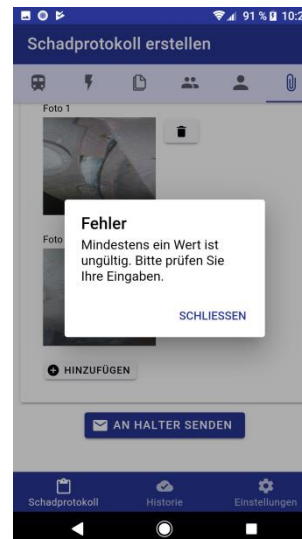 91 % 10:2
Schadprotokoll erstellen
Foto 1
Fehler
Foto
Mindestens ein Wert ist
ungültig. Bitte prüfen Sie
Ihre Eingaben.
SCHLIESSEN
HINZUFÜGEN
AN HALTER SENDEN
Schadprotokoll Historie Einstellungen